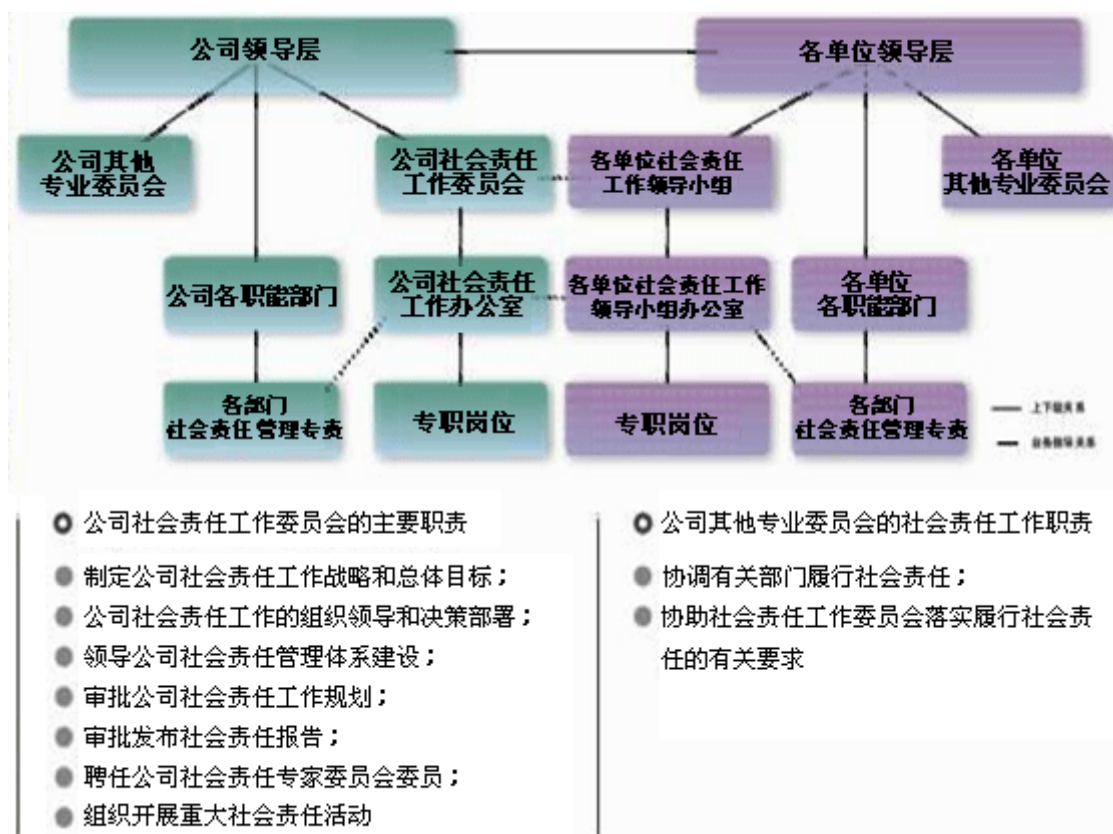 公司领导层
各单位领导层
公司其他
专业委员会
公司社会责任
工作委员会
各单位社会责任
工作领导小组
各单位
其他专业委员会
公司各职能部门
公司社会责任
工作办公室
各单位社会责任工作
领导小组办公室
各单位
各职能部门
各部门
社会责任管理专责
专职岗位
专职岗位
各部门
社会责任管理专责
上下级关系
业务指导关系
公司社会责任工作委员会的主要职责
制定公司社会责任工作战略和总体目标；
公司社会责任工作的组织领导和决策部署；
领导公司社会责任管理体系建设；
审批公司社会责任工作规划；
审批发布社会责任报告；
聘任公司社会责任专家委员会委员；
组织开展重大社会责任活动
公司其他专业委员会的社会责任工作职责
协调有关部门履行社会责任；
协助社会责任工作委员会落实履行社会责
任的有关要求